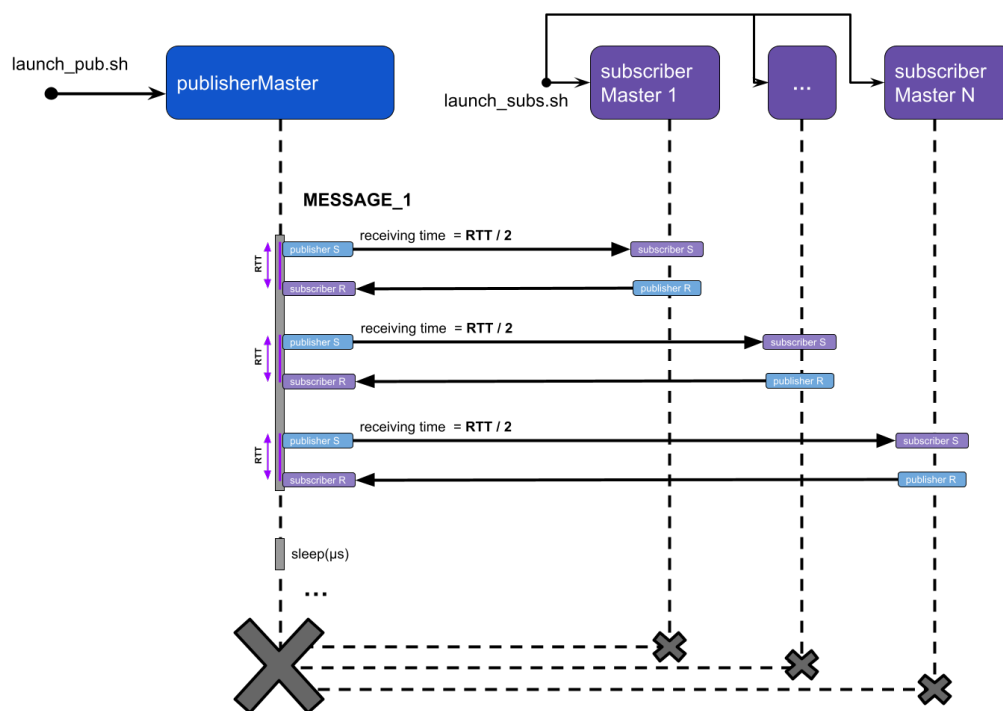 launch_pub.sh
publisherMaster
launch_subs.sh
subscriber
Master 1
...
subscriber
Master N
MESSAGE_1
receiving time = RTT / 2
RTT
publisher S
subscriber S
subscriber R
publisher R
receiving time = RTT / 2
RTT
publisher S
subscriber S
subscriber R
publisher R
receiving time = RTT / 2
RTT
publisher S
subscriber S
subscriber R
publisher R
sleep(µs)
...